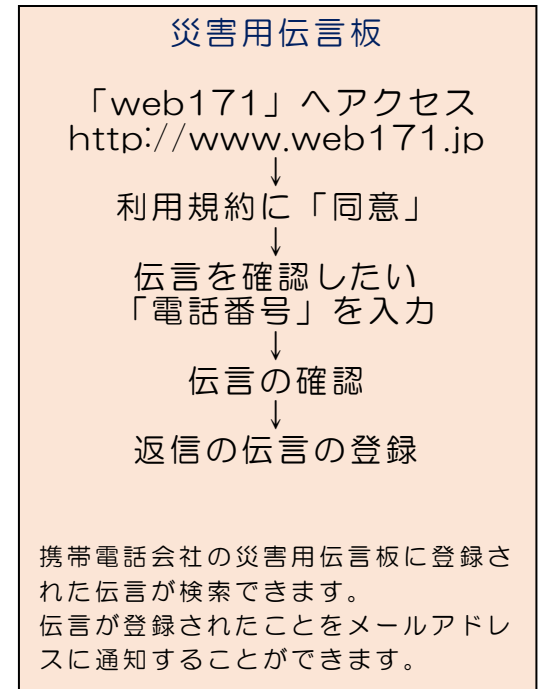 災害用伝言板
「web171」へアクセス
http://www.web171.jp
↓
利用規約に「同意」
↓
伝言を確認したい
「電話番号」を入力
↓
伝言の確認
↓
返信の伝言の登録
携帯電話会社の災害用伝言板に登録さ
れた伝言が検索できます。
伝言が登録されたことをメールアドレ
スに通知することができます。